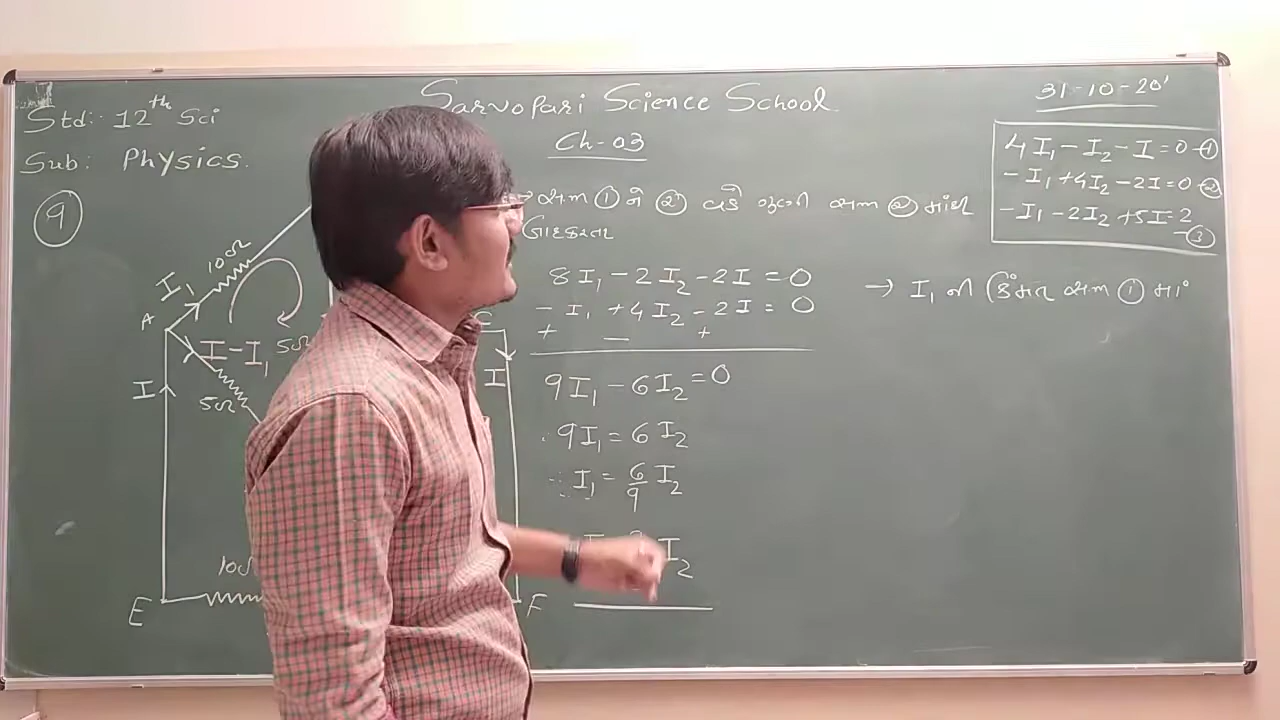 Std:- 12th Sci
Sub: Physics.
Sarvopari Science School
Ch-03
31-10-20'
4I₁ - I₂ - I = 0 -①
-I₁ + 4I₂ - 2I = 0 -②
-I₁ - 2I₂ + 5I = 2
-③
9
→ સમી ① ને 2 વડે ગુણી સમી ② માંથી
બાદ કરતા
8I₁ - 2I₂ - 2I = 0
- I₁ + 4I₂ - 2I = 0
+ — +
9I₁ - 6I₂ = 0
9I₁ = 6I₂
∴ I₁ = 6/9 I₂
I₂
→ I₁ ની કિંમત સમી ① માં
10Ω
I₁
A
I-I₁
5Ω
5Ω
I
C
I
10Ω
E
F